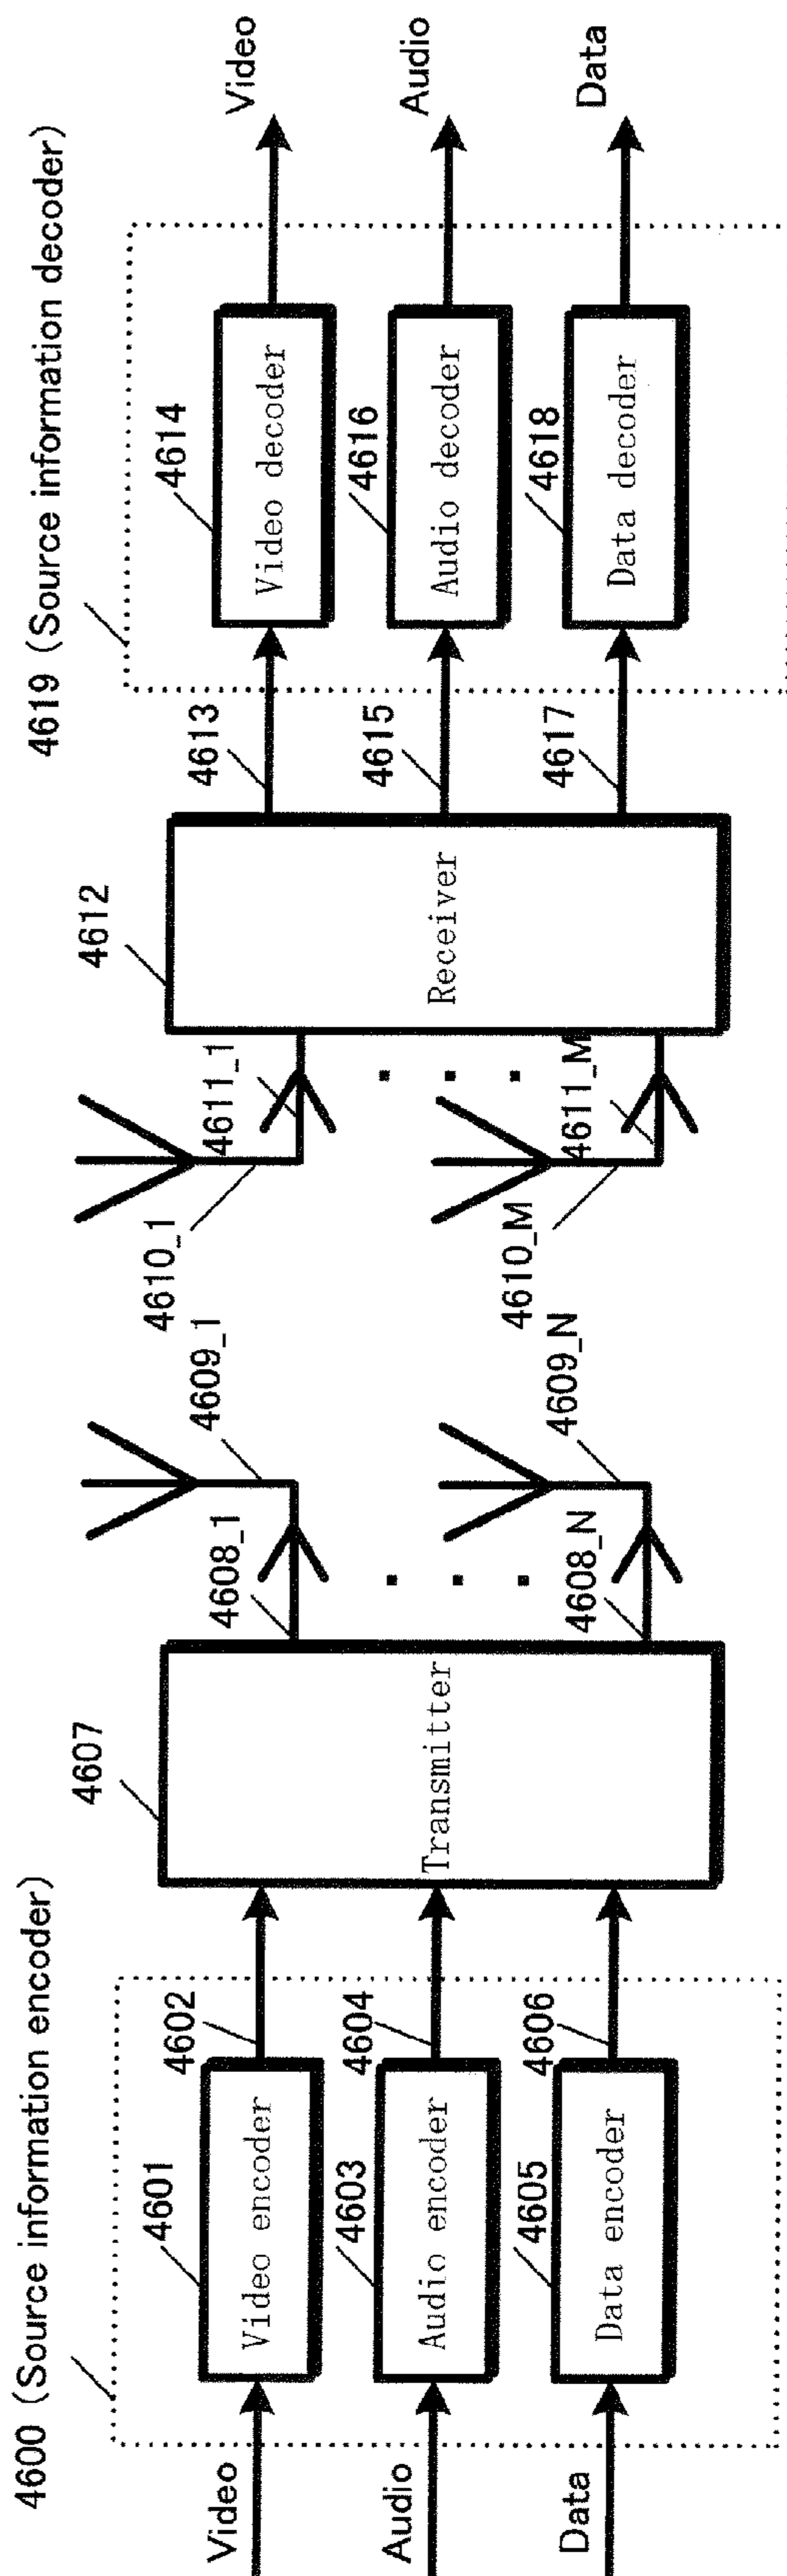 4600 (Source information encoder)
Video
4601
Video encoder
4602
Audio
4603
Audio encoder
4604
Data
4605
Data encoder
4606
4607
Transmitter
4608_1
4609_1
4608_N
4609_N
4610_1
4611_1
4610_M
4611_M
4612
Receiver
4613
4615
4617
4619 (Source information decoder)
4614
Video decoder
Video
4616
Audio decoder
Audio
4618
Data decoder
Data